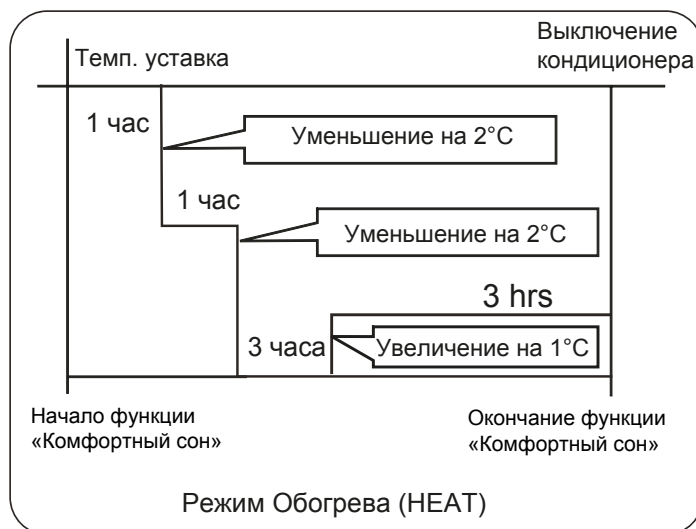 Выключение
Темп. уставка
кондиционера
1 час
Уменьшение на 2°C
1 час
Уменьшение на 2°C
3 hrs
3 часа
Увеличение на 1°C
Начало функции
«Комфортный сон»
Окончание функции
«Комфортный сон»
Режим Обогрева (HEAT)